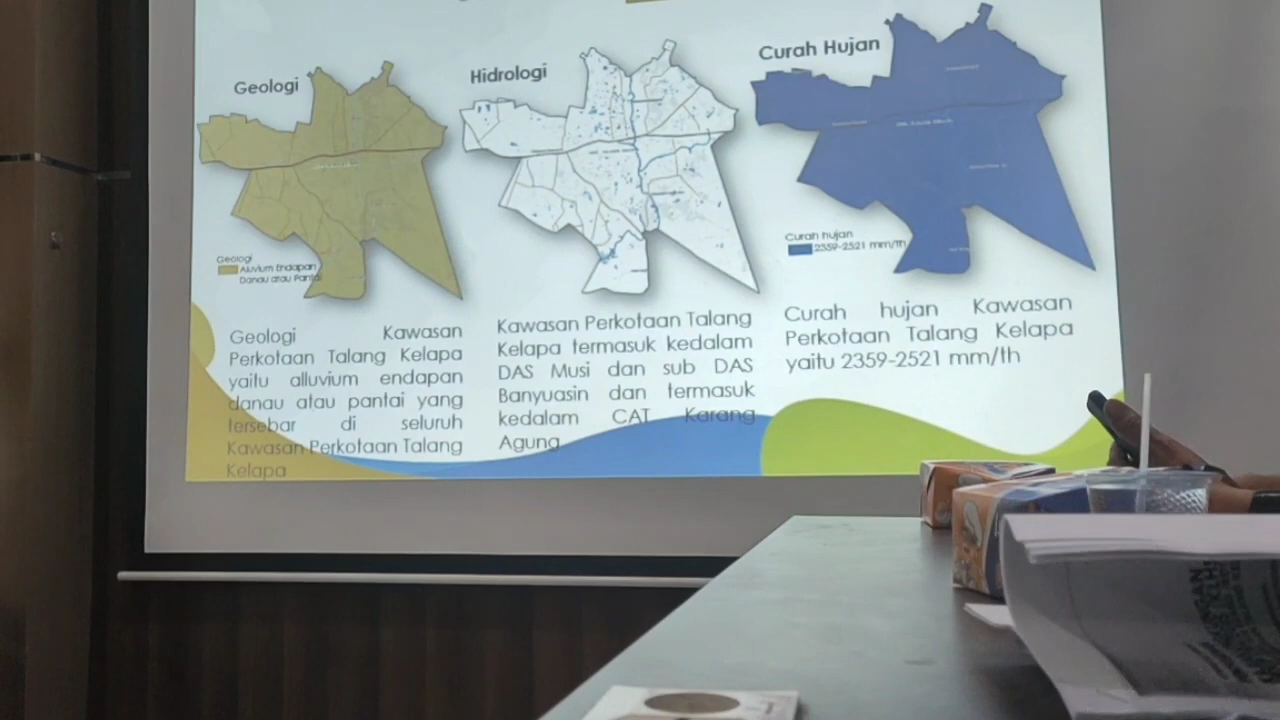 Geologi
Geologi
Aluvium Endapan
Danau atau Pantai
Geologi Kawasan
Perkotaan Talang Kelapa
yaitu alluvium endapan
danau atau pantai yang
tersebar di seluruh
Kawasan Perkotaan Talang
Kelapa
Hidrologi
Kawasan Perkotaan Talang
Kelapa termasuk kedalam
DAS Musi dan sub DAS
Banyuasin dan termasuk
kedalam CAT Karang
Agung
Curah Hujan
Curah hujan
2359-2521 mm/th
Curah hujan Kawasan
Perkotaan Talang Kelapa
yaitu 2359-2521 mm/th